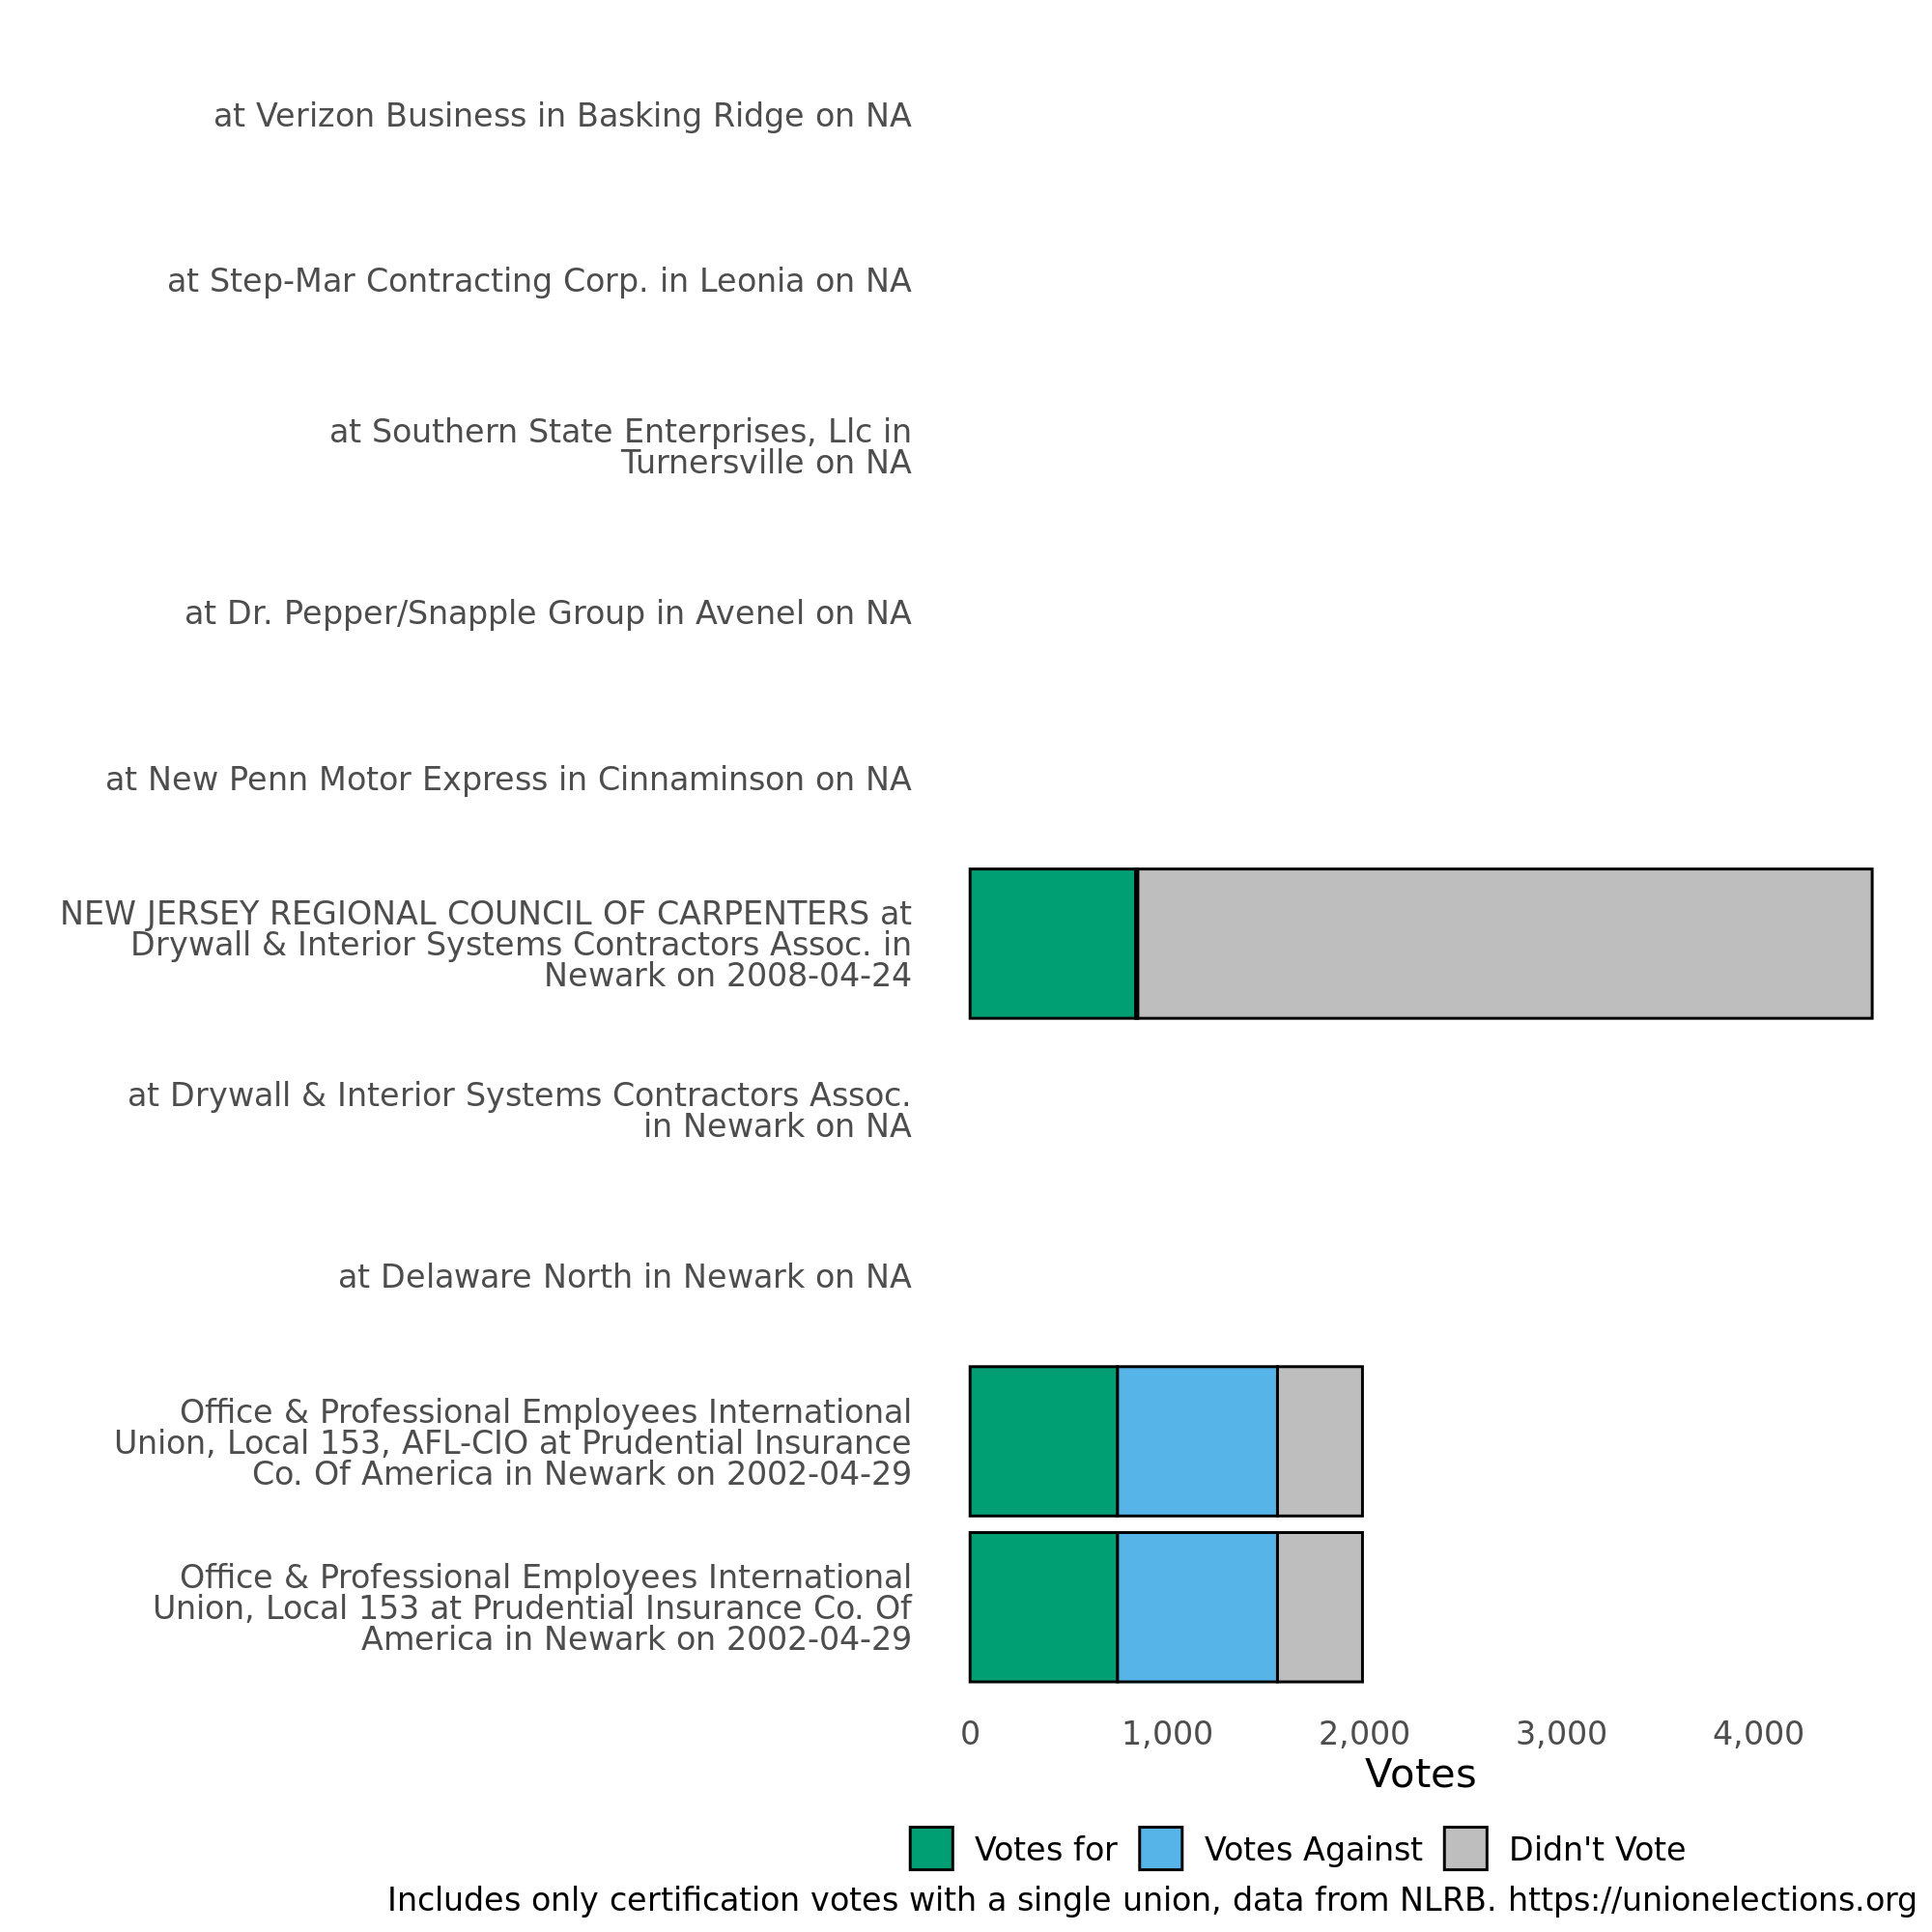 at Verizon Business in Basking Ridge on NA
at Step-Mar Contracting Corp. in Leonia on NA
at Southern State Enterprises, Llc in
Turnersville on NA
at Dr. Pepper/Snapple Group in Avenel on NA
at New Penn Motor Express in Cinnaminson on NA
NEW JERSEY REGIONAL COUNCIL OF CARPENTERS at
Drywall & Interior Systems Contractors Assoc. in
Newark on 2008-04-24
at Drywall & Interior Systems Contractors Assoc.
in Newark on NA
at Delaware North in Newark on NA
Office & Professional Employees International
Union, Local 153, AFL-CIO at Prudential Insurance
Co. Of America in Newark on 2002-04-29
Office & Professional Employees International
Union, Local 153 at Prudential Insurance Co. Of
America in Newark on 2002-04-29
0 1,000 2,000 3,000 4,000
Votes
Votes for Votes Against Didn't Vote
Includes only certification votes with a single union, data from NLRB. https://unionelections.org